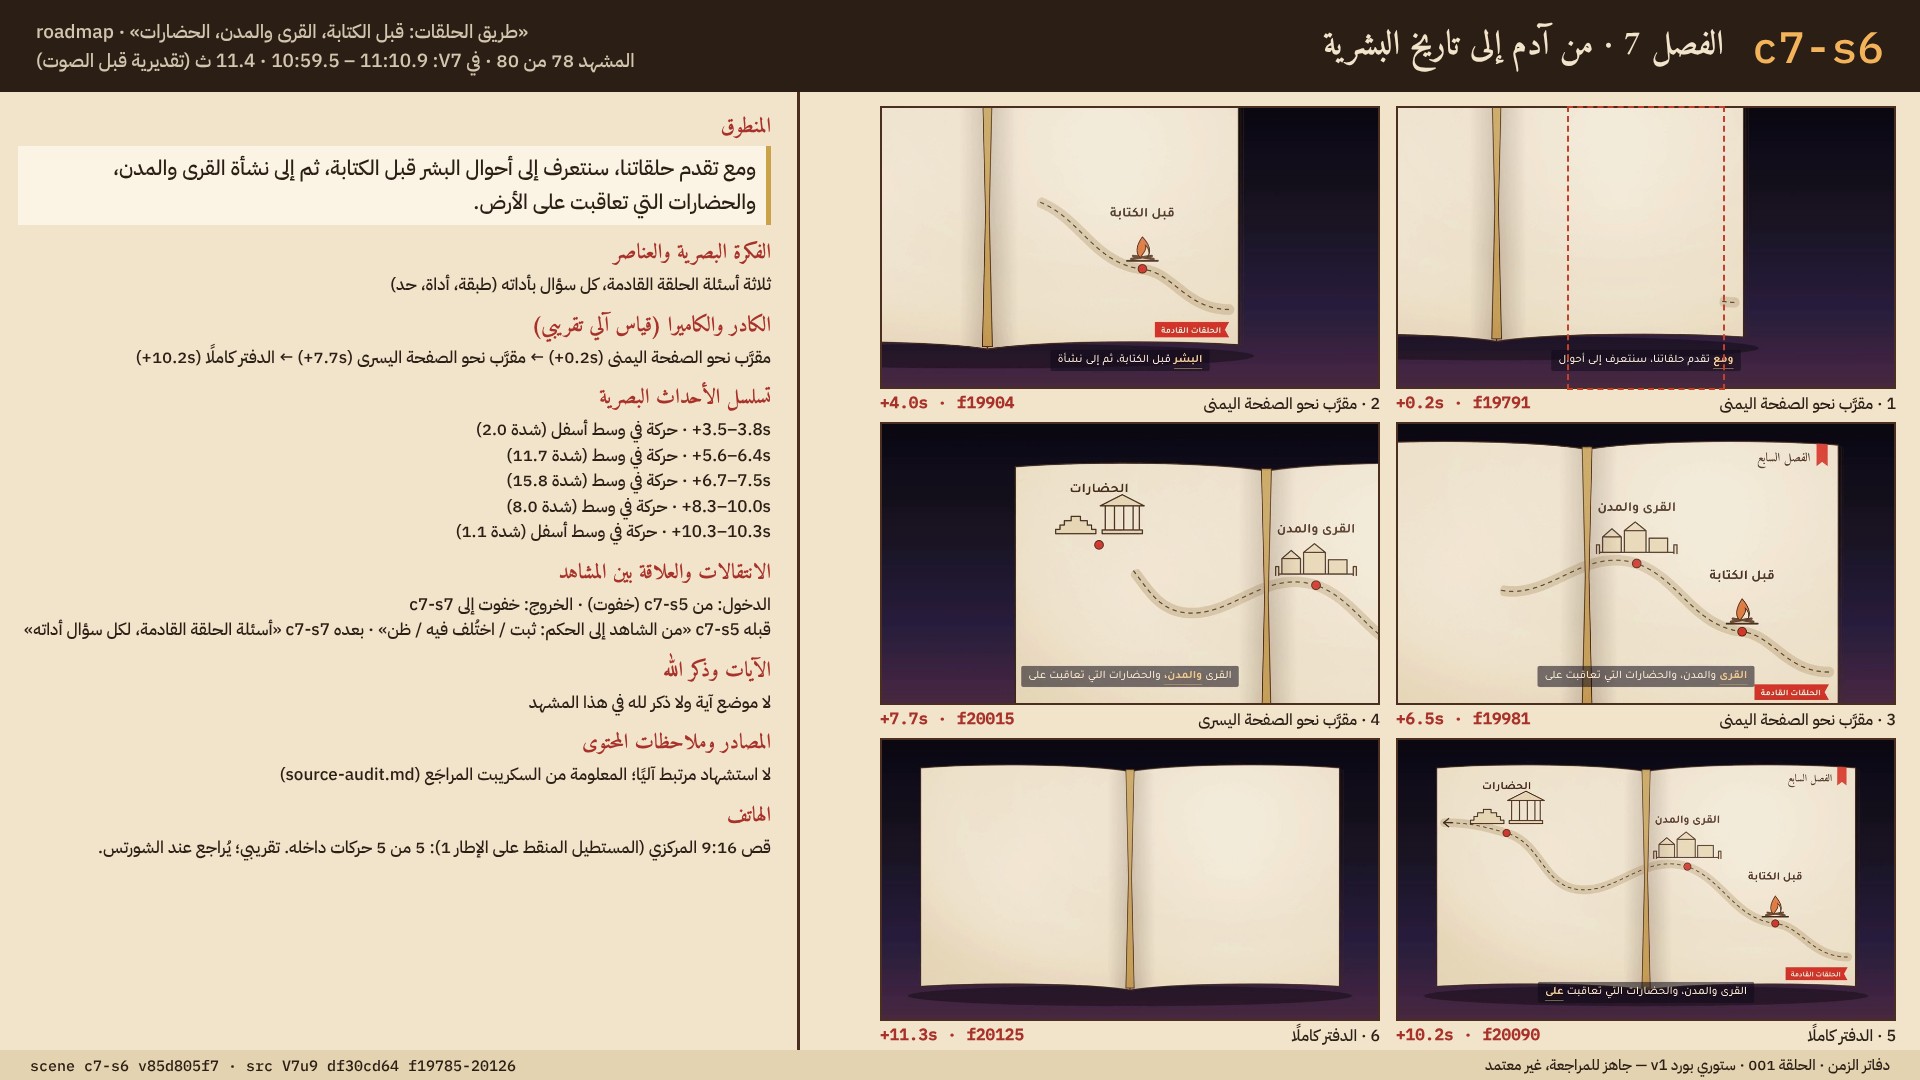 c7-s6
الفصل 7 · من آدم إلى تاريخ البشرية
«طريق الحلقات: قبل الكتابة، القرى والمدن، الحضارات» · roadmap
المشهد 78 من 80 · في V7: 10:59.5 – 11:10.9 · 11.4 ث (تقديرية قبل الصوت)
ومع تقدم حلقاتنا، سنتعرف إلى أحوال
1 · مقرَّب نحو الصفحة اليمنى
+0.2s · f19791
قبل الكتابة
الحلقات القادمة
البشر قبل الكتابة، ثم إلى نشأة
2 · مقرَّب نحو الصفحة اليمنى
+4.0s · f19904
الفصل السابع
القرى والمدن
قبل الكتابة
القرى والمدن، والحضارات التي تعاقبت على
الحلقات القادمة
3 · مقرَّب نحو الصفحة اليمنى
+6.5s · f19981
الحضارات
القرى والمدن
القرى والمدن، والحضارات التي تعاقبت على
4 · مقرَّب نحو الصفحة اليسرى
+7.7s · f20015
الفصل السابع
الحضارات
القرى والمدن
قبل الكتابة
الحلقات القادمة
القرى والمدن، والحضارات التي تعاقبت على
5 · الدفتر كاملًا
+10.2s · f20090
6 · الدفتر كاملًا
+11.3s · f20125
المنطوق
ومع تقدم حلقاتنا، سنتعرف إلى أحوال البشر قبل الكتابة، ثم إلى نشأة القرى والمدن،
والحضارات التي تعاقبت على الأرض.
الفكرة البصرية والعناصر
ثلاثة أسئلة الحلقة القادمة، كل سؤال بأداته (طبقة، أداة، حد)
الكادر والكاميرا (قياس آلي تقريبي)
مقرَّب نحو الصفحة اليمنى (+0.2s) ← مقرَّب نحو الصفحة اليسرى (+7.7s) ← الدفتر كاملًا (+10.2s)
تسلسل الأحداث البصرية
+3.5–3.8s · حركة في وسط أسفل (شدة 2.0)
+5.6–6.4s · حركة في وسط (شدة 11.7)
+6.7–7.5s · حركة في وسط (شدة 15.8)
+8.3–10.0s · حركة في وسط (شدة 8.0)
+10.3–10.3s · حركة في وسط أسفل (شدة 1.1)
الانتقالات والعلاقة بين المشاهد
الدخول: من c7-s5 (خفوت) · الخروج: خفوت إلى c7-s7
قبله c7-s5 «من الشاهد إلى الحكم: ثبت / اختُلف فيه / ظن» · بعده c7-s7 «أسئلة الحلقة القادمة، لكل سؤال أداته»
الآيات وذكر الله
لا موضع آية ولا ذكر لله في هذا المشهد
المصادر وملاحظات المحتوى
لا استشهاد مرتبط آليًا؛ المعلومة من السكريبت المراجَع (source-audit.md)
الهاتف
قص 9:16 المركزي (المستطيل المنقط على الإطار 1): 5 من 5 حركات داخله. تقريبي؛ يُراجع عند الشورتس.
دفاتر الزمن · الحلقة 001 · ستوري بورد v1 — جاهز للمراجعة، غير معتمد
scene c7-s6 v85d805f7 · src V7u9 df30cd64 f19785-20126